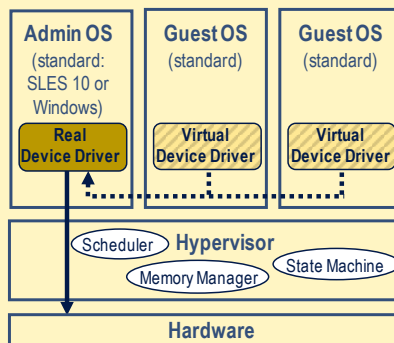 Admin OS
(standard:
SLES 10 or
Windows)
Real
Device Driver
Guest OS
(standard)
Virtual
Device Driver
Guest OS
(standard)
Virtual
Device Driver
Hypervisor
Scheduler
Memory Manager
State Machine
Hardware